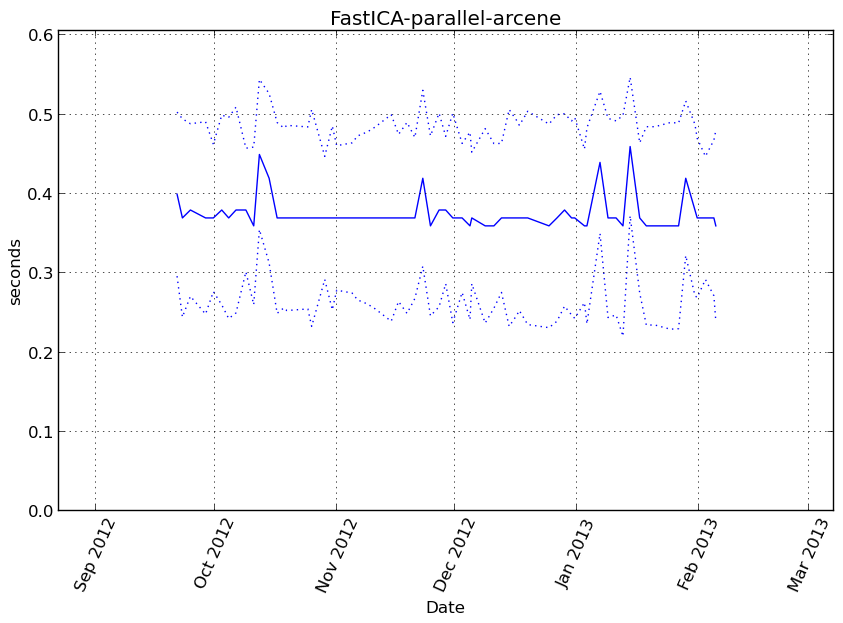 FastICA-parallel-arcene
0.6
0.5
0.4
0.3
0.2
0.1
0.0
seconds
Sep 2012
Oct 2012
Nov 2012
Dec 2012
Jan 2013
Feb 2013
Mar 2013
Date